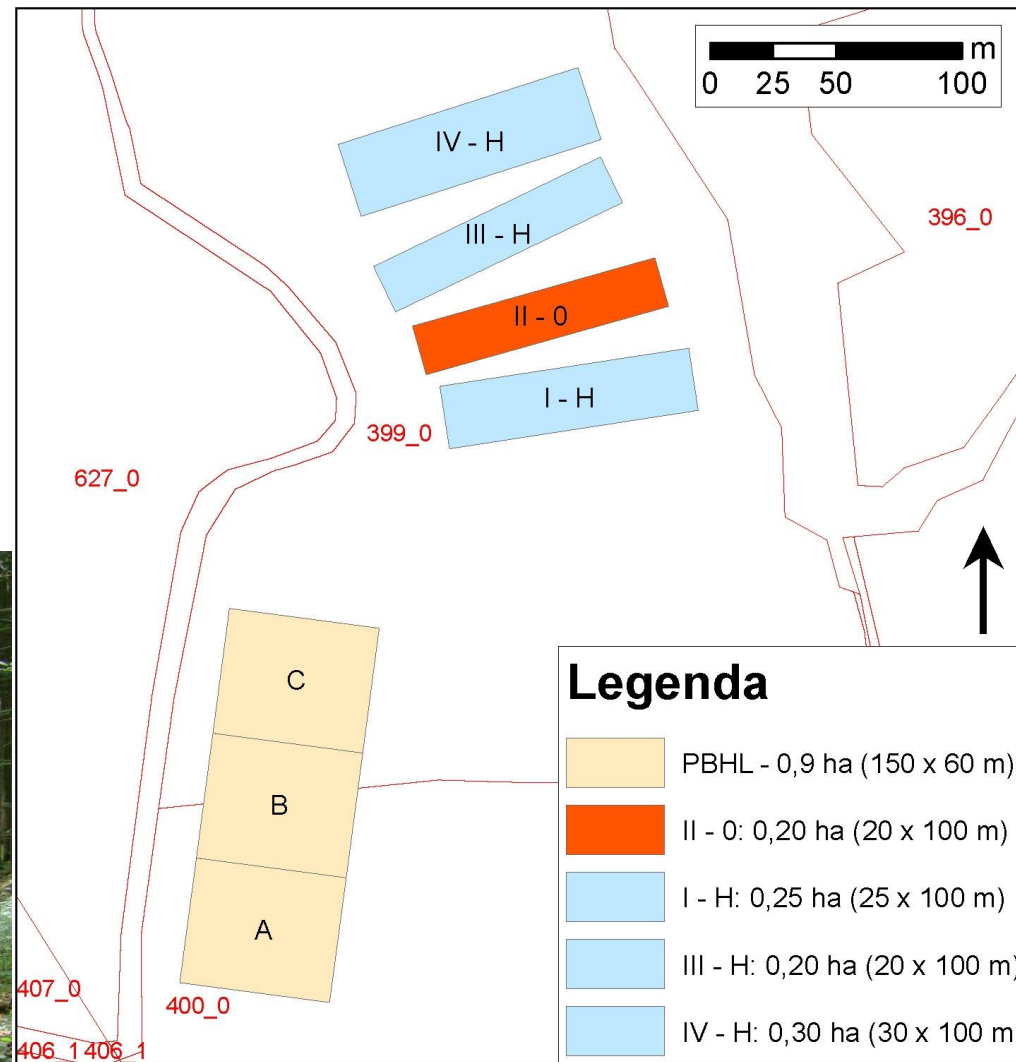 m
0 25 50 100
IV - H
396_0
III - H
II - 0
I - H
399_0
627_0
C
B
A
407_0
400_0
406_1 406_1
Legenda
PBHL - 0,9 ha (150 x 60 m)
II - 0: 0,20 ha (20 x 100 m)
I - H: 0,25 ha (25 x 100 m)
III - H: 0,20 ha (20 x 100 m)
IV - H: 0,30 ha (30 x 100 m